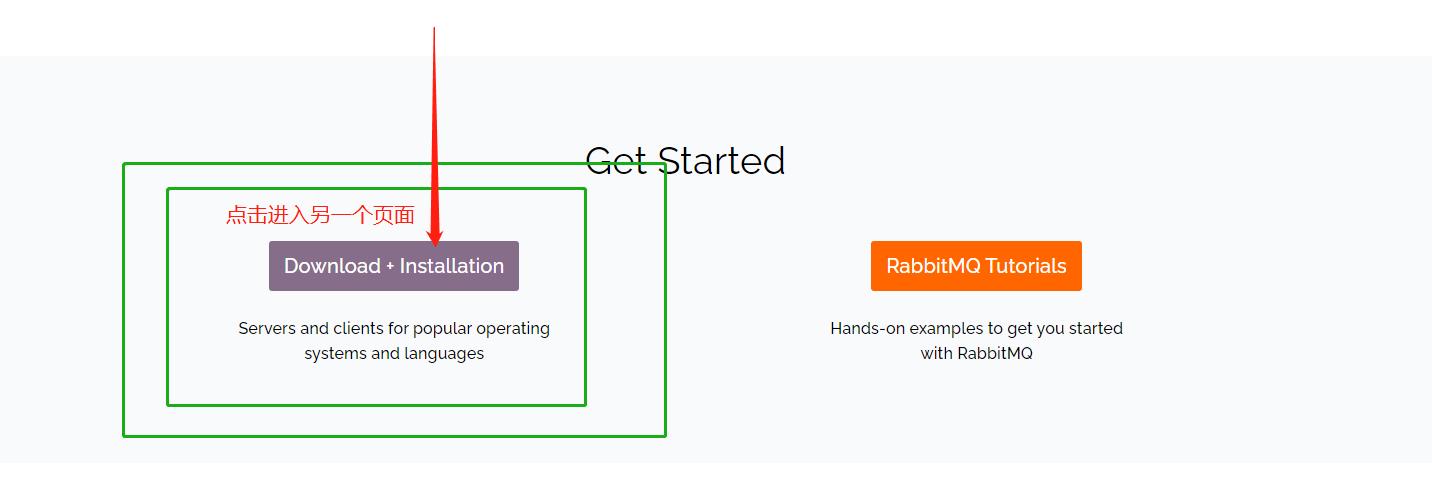 Get Started
点击进入另一个页面
Download + Installation
Servers and clients for popular operating
systems and languages
RabbitMQ Tutorials
Hands-on examples to get you started
with RabbitMQ